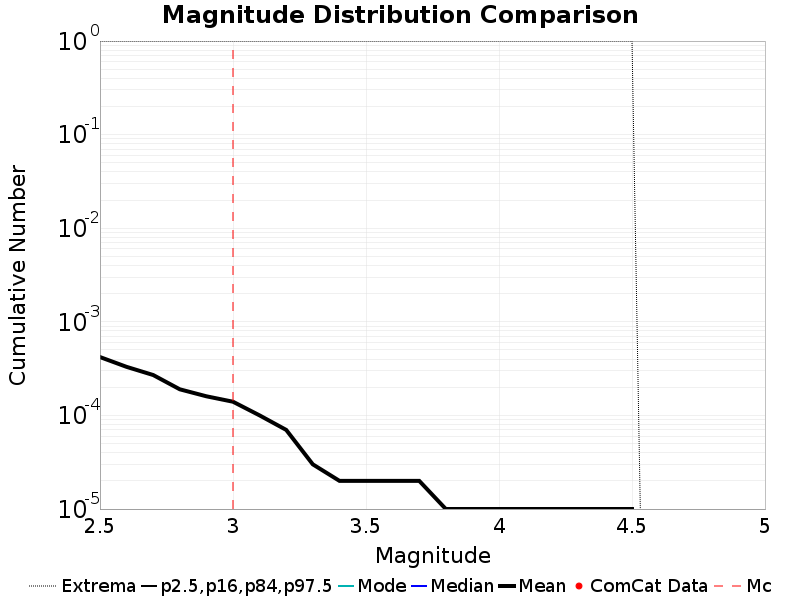 Magnitude Distribution Comparison
Cumulative Number
10^0
10^-1
10^-2
10^-3
10^-4
10^-5
2.5 3 3.5 4 4.5 5
Magnitude
Extrema p2.5,p16,p84,p97.5 Mode Median Mean ComCat Data Mc